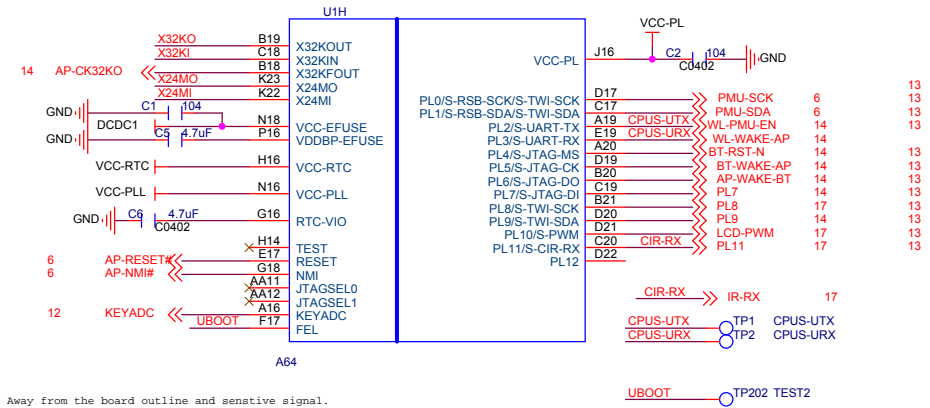 U1H
VCC-PL
X32KO B19 X32KOUT
X32KI C18 X32KIN
14 AP-CK32KO B18 X32KFOUT
X24MO K23 X24MO
X24MI K22 X24MI
GND C1 104
DCDC1 N18 VCC-EFUSE
GND C5 4.7uF P16 VDDBP-EFUSE
VCC-RTC H16 VCC-RTC
VCC-PLL N16 VCC-PLL
GND C6 4.7uF G16 RTC-VIO
C0402
H14 TEST
6 AP-RESET# E17 RESET
6 AP-NMI# G18 NMI
AA11 JTAGSEL0
AA12 JTAGSEL1
12 KEYADC A16 KEYADC
UBOOT F17 FEL
A64
VCC-PL J16 C2 104 GND
C0402
13
PL0/S-RSB-SCK/S-TWI-SCK D17 PMU-SCK 6 13
PL1/S-RSB-SDA/S-TWI-SDA C17 PMU-SDA 6 13
PL2/S-UART-TX A19 CPUS-UTX WL-PMU-EN 14 13
PL3/S-UART-RX E19 CPUS-URX WL-WAKE-AP 14
PL4/S-JTAG-MS A20 BT-RST-N 14 13
PL5/S-JTAG-CK D19 BT-WAKE-AP 14 13
PL6/S-JTAG-DO B20 AP-WAKE-BT 14 13
PL7/S-JTAG-DI C19 PL7 14 13
PL8/S-TWI-SCK B21 PL8 17 13
PL9/S-TWI-SDA D20 PL9 14 13
PL10/S-PWM D21 LCD-PWM 17 13
PL11/S-CIR-RX C20 CIR-RX PL11 17 13
PL12 D22
CIR-RX IR-RX 17
CPUS-UTX TP1 CPUS-UTX
CPUS-URX TP2 CPUS-URX
UBOOT TP202 TEST2
Away from the board outline and senstive signal.